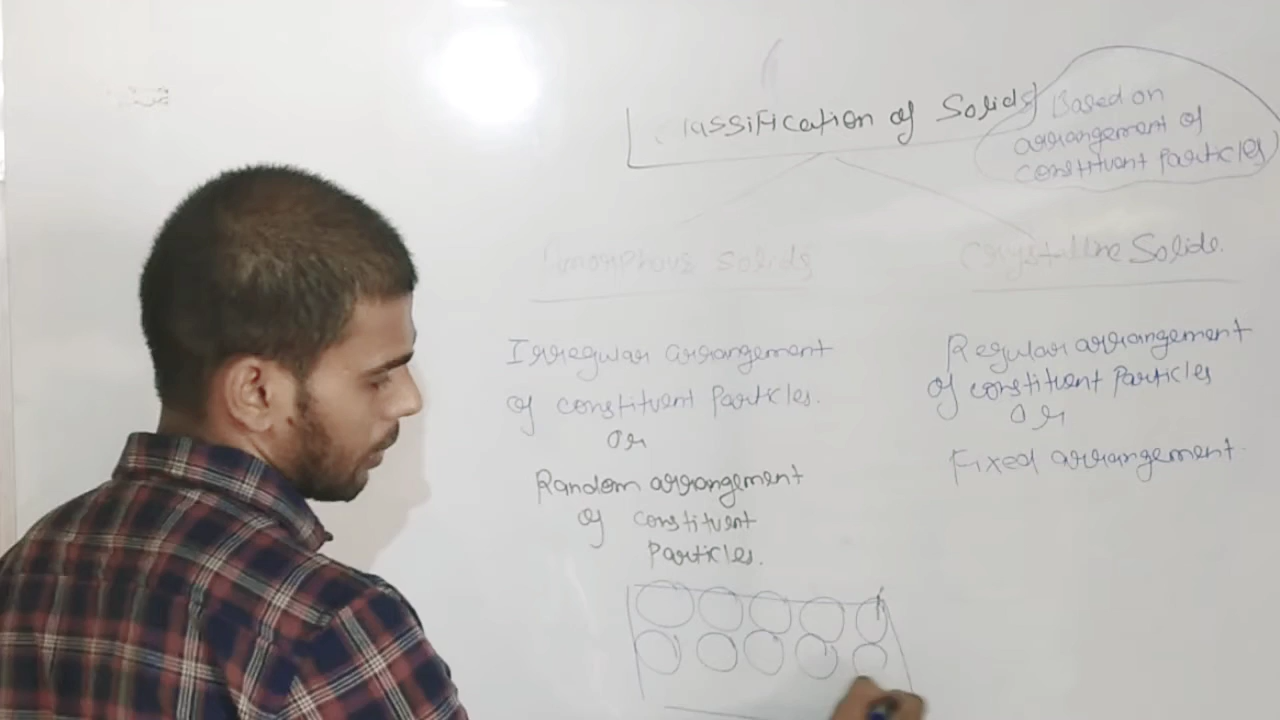 Classification of Solids
Based on
arrangement of
constituent Particles
Amorphous Solids
Crystalline Solids.
Irregular arrangement
of constituent Particles.
Or
Random arrangement
of constituent
Particles.
Regular arrangement
of constituent Particles
Or
Fixed arrangement.